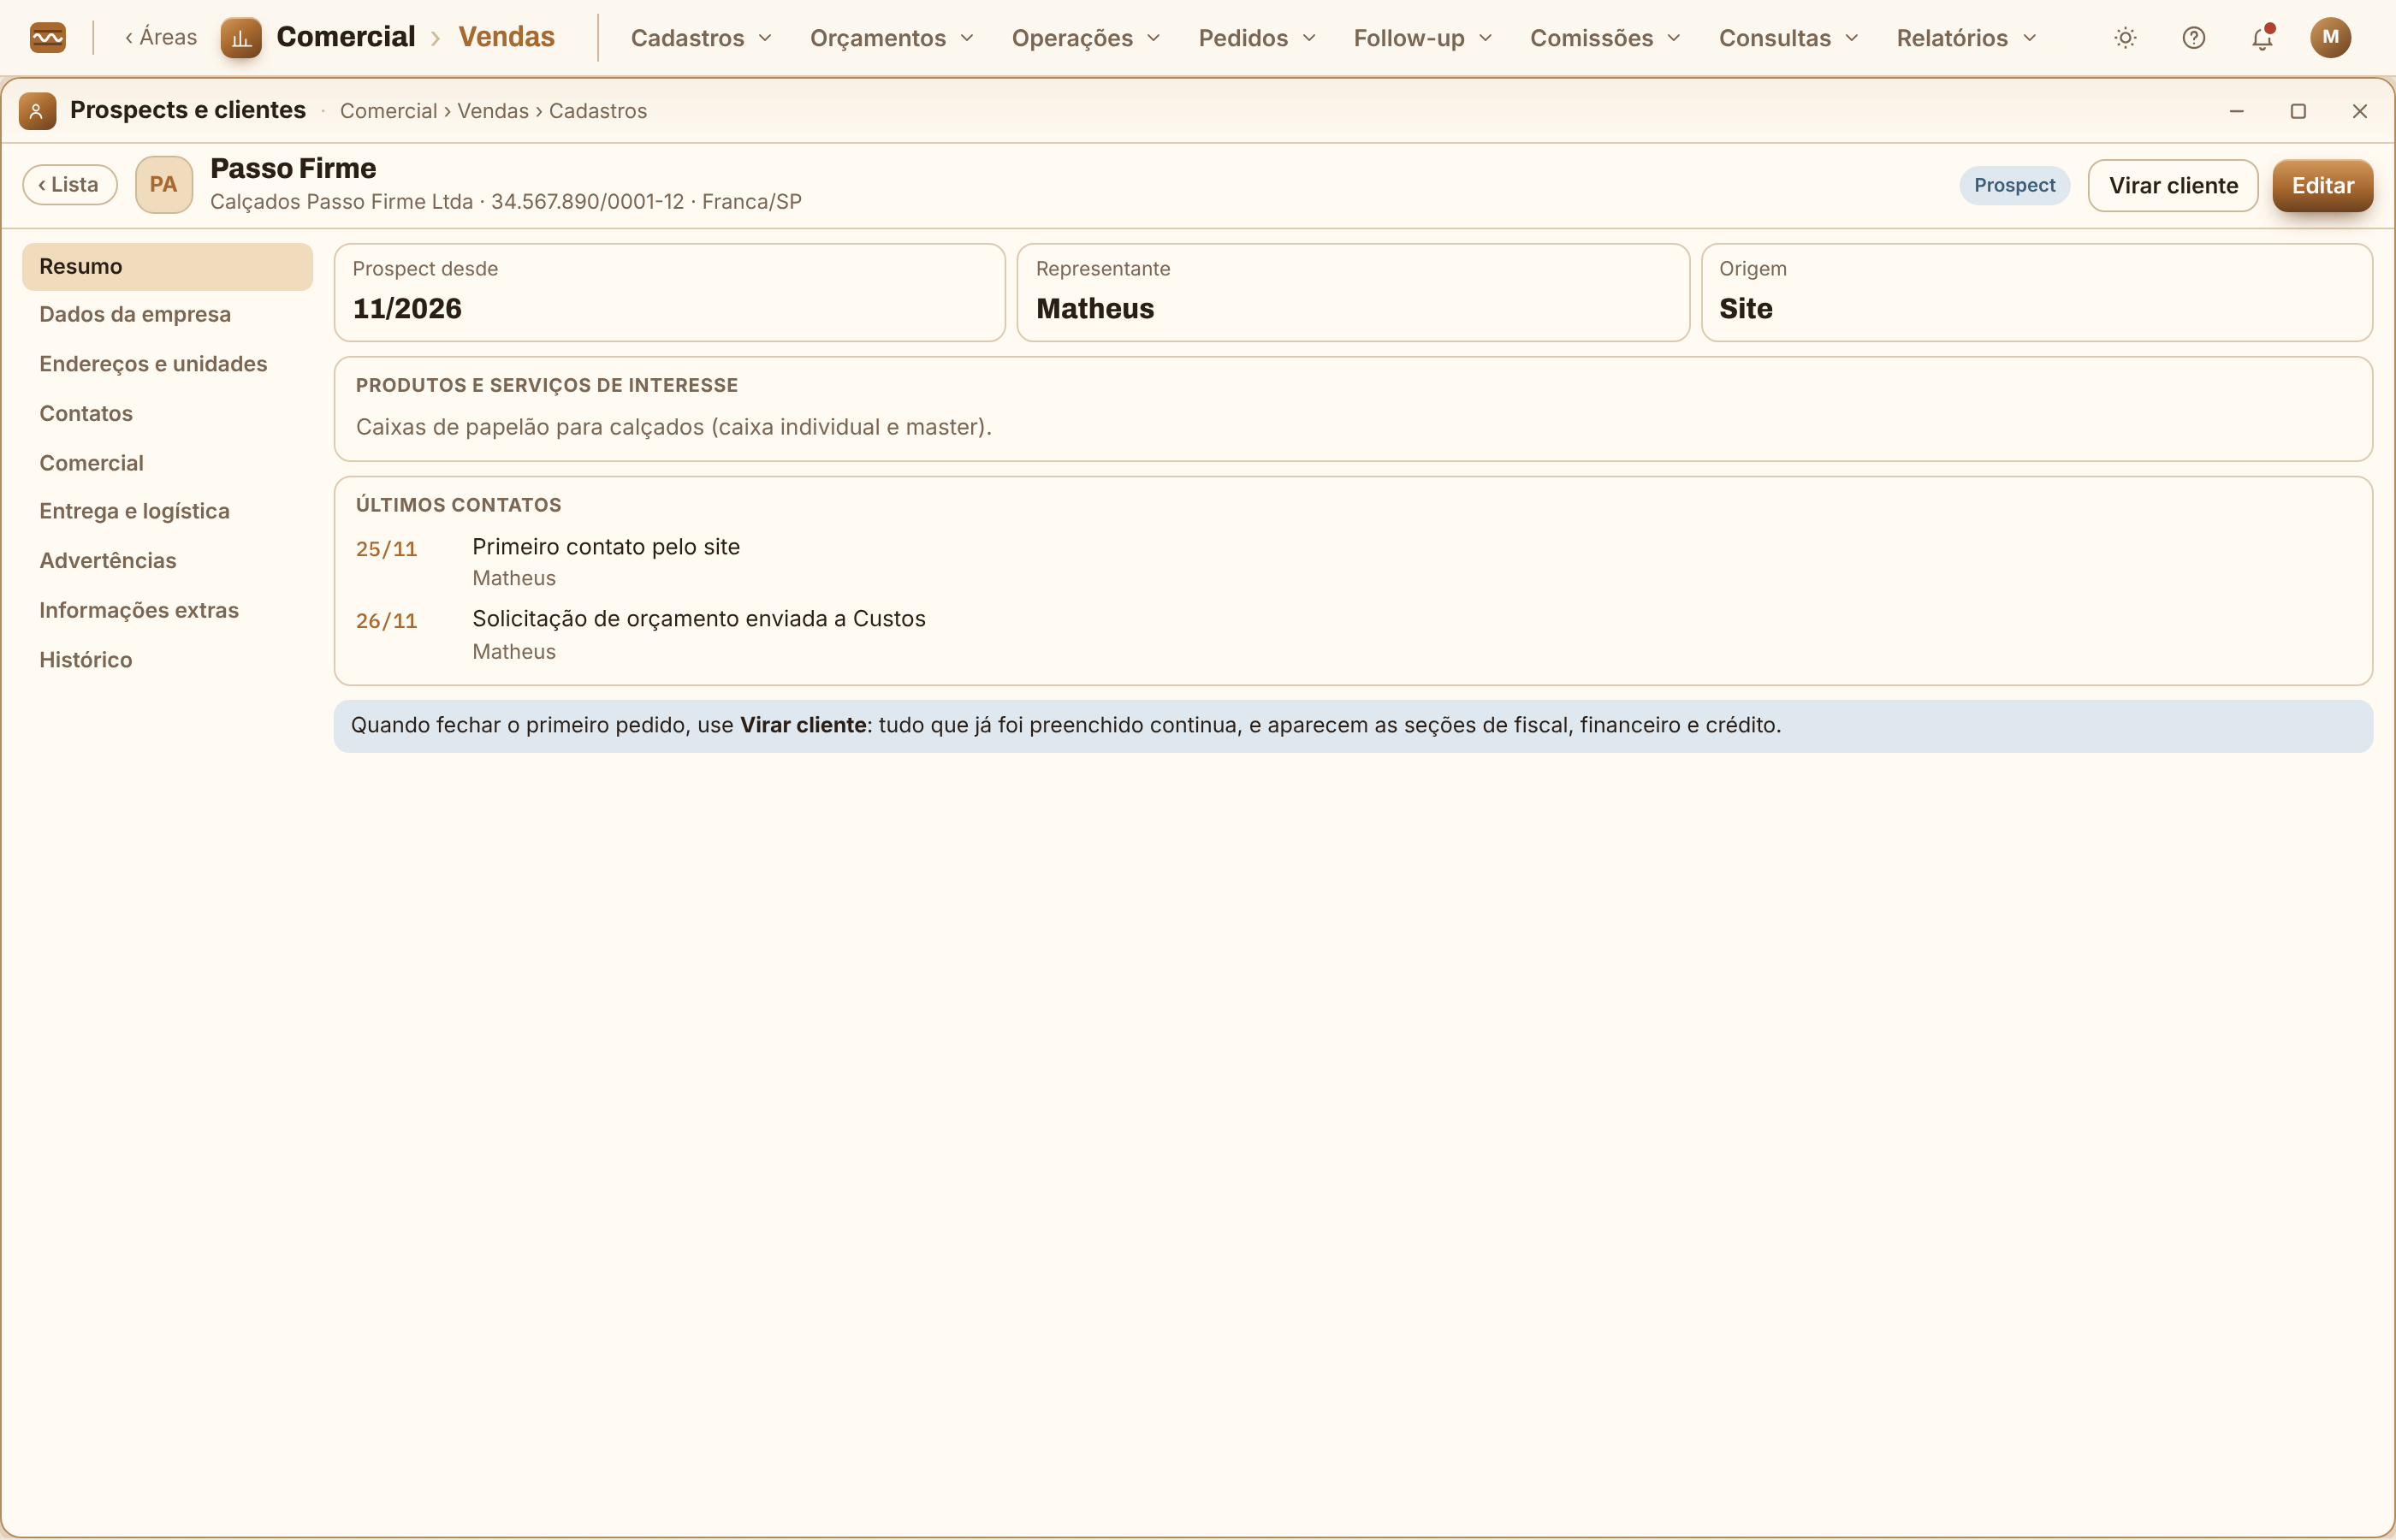 ‹ Áreas Comercial › Vendas Cadastros Orçamentos Operações Pedidos Follow-up Comissões Consultas Relatórios M
Prospects e clientes · Comercial › Vendas › Cadastros
‹ Lista PA Passo Firme
Calçados Passo Firme Ltda · 34.567.890/0001-12 · Franca/SP
Prospect Virar cliente Editar
Resumo
Dados da empresa
Endereços e unidades
Contatos
Comercial
Entrega e logística
Advertências
Informações extras
Histórico
Prospect desde
11/2026
Representante
Matheus
Origem
Site
PRODUTOS E SERVIÇOS DE INTERESSE
Caixas de papelão para calçados (caixa individual e master).
ÚLTIMOS CONTATOS
25/11 Primeiro contato pelo site
Matheus
26/11 Solicitação de orçamento enviada a Custos
Matheus
Quando fechar o primeiro pedido, use Virar cliente: tudo que já foi preenchido continua, e aparecem as seções de fiscal, financeiro e crédito.